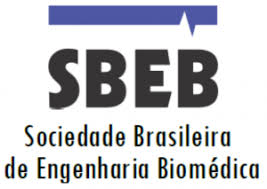 SBEB
Sociedade Brasileira
de Engenharia Biomédica